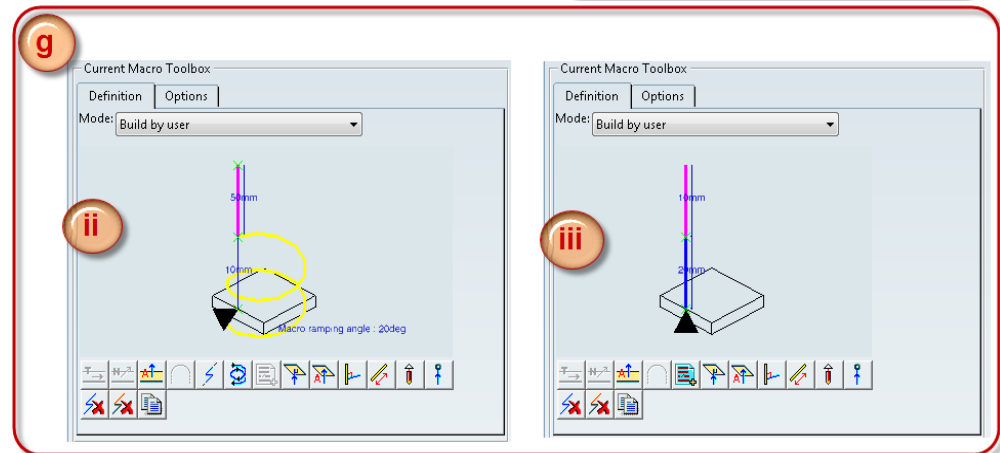 g
Current Macro Toolbox
Definition Options
Mode: Build by user
50mm
ii
10mm
Macro ramping angle : 20deg
Current Macro Toolbox
Definition Options
Mode: Build by user
10mm
iii
20mm